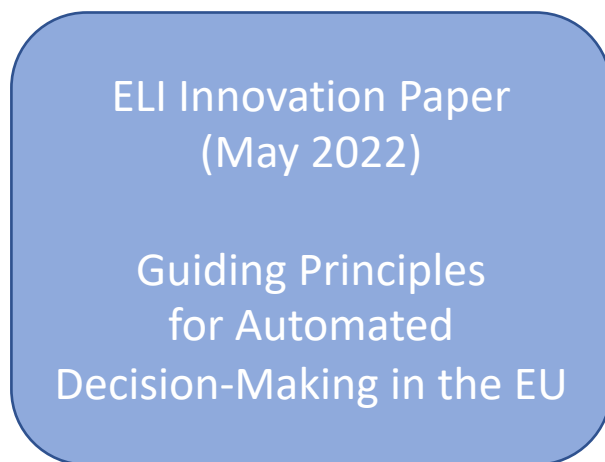 ELI Innovation Paper
(May 2022)
Guiding Principles
for Automated
Decision-Making in the EU